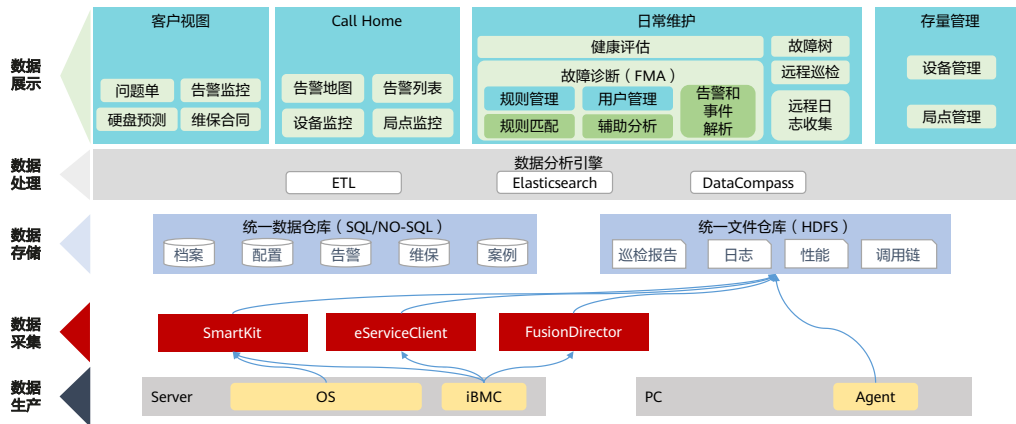 数据
展示
客户视图
问题单
告警监控
硬盘预测
维保合同
Call Home
告警地图
告警列表
设备监控
局点监控
日常维护
健康评估
故障诊断（FMA）
规则管理
用户管理
规则匹配
辅助分析
告警和
事件
解析
故障树
远程巡检
远程日
志收集
存量管理
设备管理
局点管理
数据
处理
数据分析引擎
ETL
Elasticsearch
DataCompass
数据
存储
统一数据仓库（SQL/NO-SQL）
档案
配置
告警
维保
案例
统一文件仓库（HDFS）
巡检报告
日志
性能
调用链
数据
采集
SmartKit
eServiceClient
FusionDirector
数据
生产
Server
OS
iBMC
PC
Agent